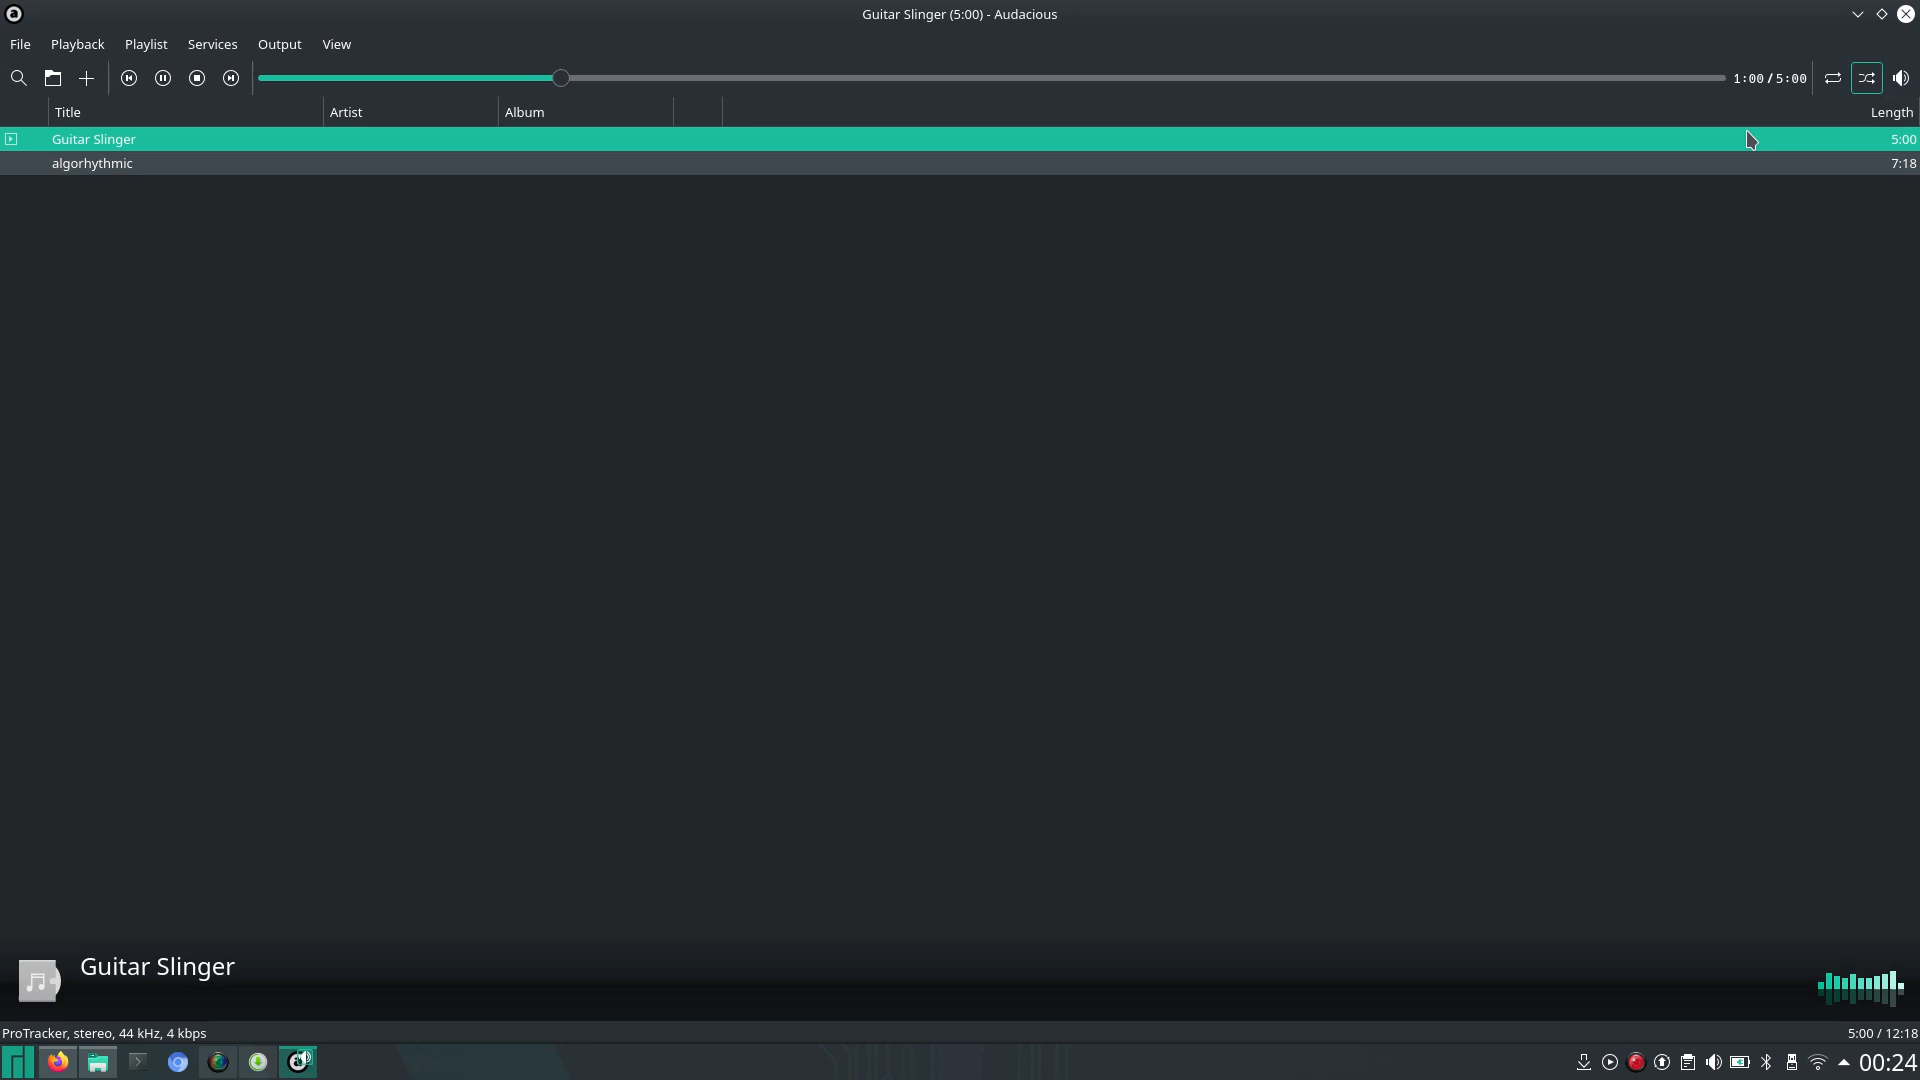 Guitar Slinger (5:00) - Audacious
File Playback Playlist Services Output View
1:00 / 5:00
Title Artist Album Length
Guitar Slinger 5:00
algorhythmic 7:18
Guitar Slinger
ProTracker, stereo, 44 kHz, 4 kbps 5:00 / 12:18
00:24